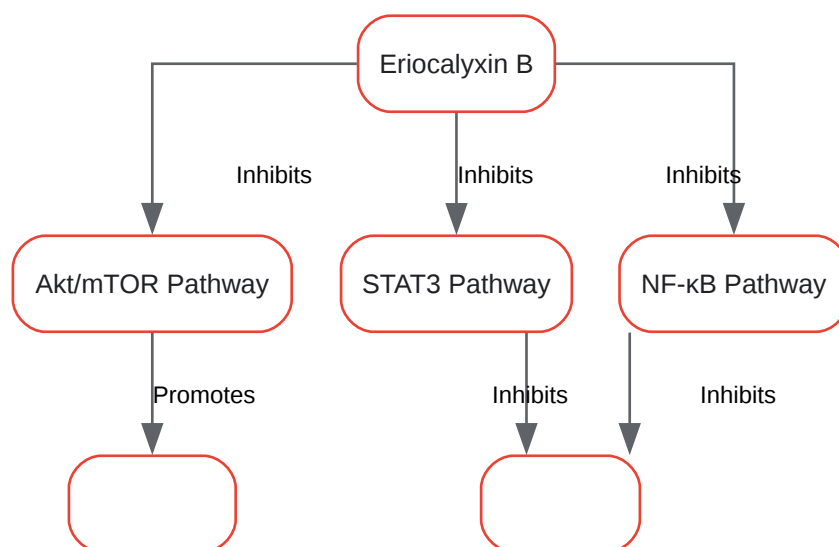 Eriocalyxin B
Inhibits
Inhibits
Inhibits
Akt/mTOR Pathway
STAT3 Pathway
NF-κB Pathway
Promotes
Inhibits
Inhibits